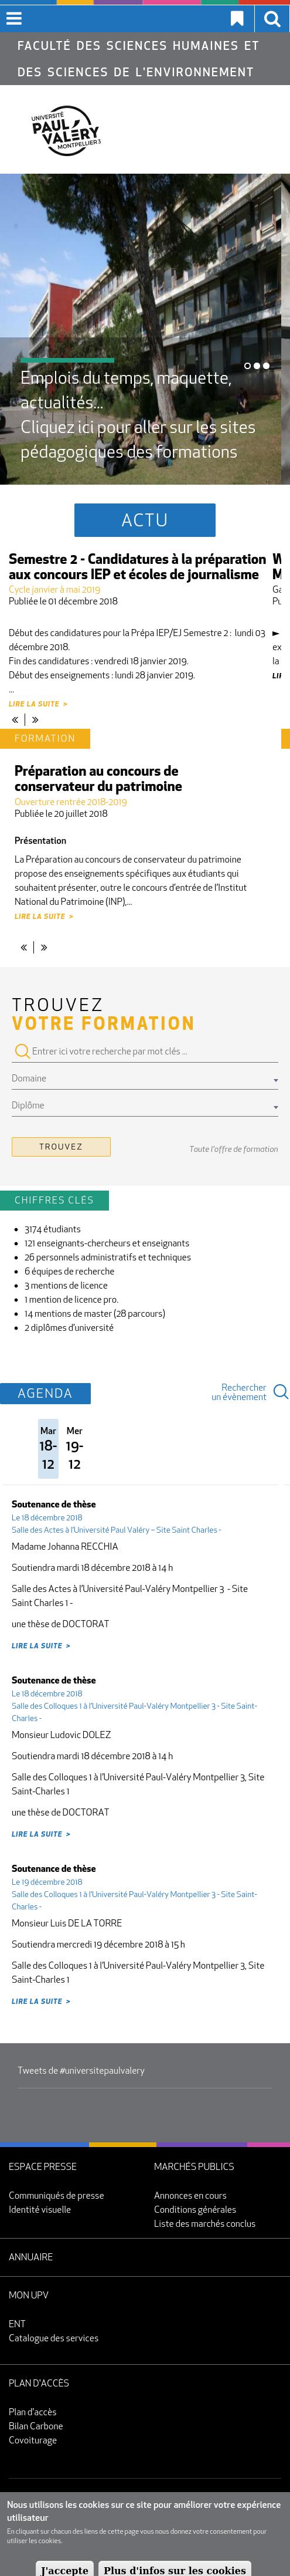 FACULTÉ DES SCIENCES HUMAINES ET
DES SCIENCES DE L'ENVIRONNEMENT
UNIVERSITÉ
PAUL
VALÉRY
MONTPELLIER3
Emplois du temps, maquette,
actualités...
Cliquez ici pour aller sur les sites
pédagogiques des formations
ACTU
Semestre 2 - Candidatures à la préparation
aux concours IEP et écoles de journalisme
Cycle janvier à mai 2019
Publiée le 01 décembre 2018
Début des candidatures pour la Prépa IEP/EJ Semestre 2 : lundi 03
décembre 2018.
Fin des candidatures : vendredi 18 janvier 2019.
Début des enseignements : lundi 28 janvier 2019.
...
LIRE LA SUITE >
« | »
FORMATION
Préparation au concours de
conservateur du patrimoine
Ouverture rentrée 2018-2019
Publiée le 20 juillet 2018
Présentation
La Préparation au concours de conservateur du patrimoine
propose des enseignements spécifiques aux étudiants qui
souhaitent présenter, outre le concours d'entrée de l'Institut
National du Patrimoine (INP),...
LIRE LA SUITE >
« | »
TROUVEZ
VOTRE FORMATION
Entrer ici votre recherche par mot clés ...
Domaine
Diplôme
TROUVEZ
Toute l'offre de formation
CHIFFRES CLÉS
• 3174 étudiants
• 121 enseignants-chercheurs et enseignants
• 26 personnels administratifs et techniques
• 6 équipes de recherche
• 3 mentions de licence
• 1 mention de licence pro.
• 14 mentions de master (28 parcours)
• 2 diplômes d'université
AGENDA
Rechercher
un évènement
Mar Mer
18- 19-
12 12
Soutenance de thèse
Le 18 décembre 2018
Salle des Actes à l'Université Paul Valéry – Site Saint Charles -
Madame Johanna RECCHIA
Soutiendra mardi 18 décembre 2018 à 14 h
Salle des Actes à l'Université Paul-Valéry Montpellier 3 - Site
Saint Charles 1 -
une thèse de DOCTORAT
LIRE LA SUITE >
Soutenance de thèse
Le 18 décembre 2018
Salle des Colloques 1 à l'Université Paul-Valéry Montpellier 3 - Site Saint-
Charles -
Monsieur Ludovic DOLEZ
Soutiendra mardi 18 décembre 2018 à 14 h
Salle des Colloques 1 à l'Université Paul-Valéry Montpellier 3, Site
Saint-Charles 1
une thèse de DOCTORAT
LIRE LA SUITE >
Soutenance de thèse
Le 19 décembre 2018
Salle des Colloques 1 à l'Université Paul-Valéry Montpellier 3 - Site Saint-
Charles -
Monsieur Luis DE LA TORRE
Soutiendra mercredi 19 décembre 2018 à 15 h
Salle des Colloques 1 à l'Université Paul-Valéry Montpellier 3, Site
Saint-Charles 1
LIRE LA SUITE >
Tweets de #universitepaulvalery
ESPACE PRESSE
Communiqués de presse
Identité visuelle
MARCHÉS PUBLICS
Annonces en cours
Conditions générales
Liste des marchés conclus
ANNUAIRE
MON UPV
ENT
Catalogue des services
PLAN D'ACCÈS
Plan d'accès
Bilan Carbone
Covoiturage
Nous utilisons les cookies sur ce site pour améliorer votre expérience
utilisateur
En cliquant sur chacun des liens de cette page vous nous donnez votre consentement pour
utiliser les cookies.
J'accepte
Plus d'infos sur les cookies